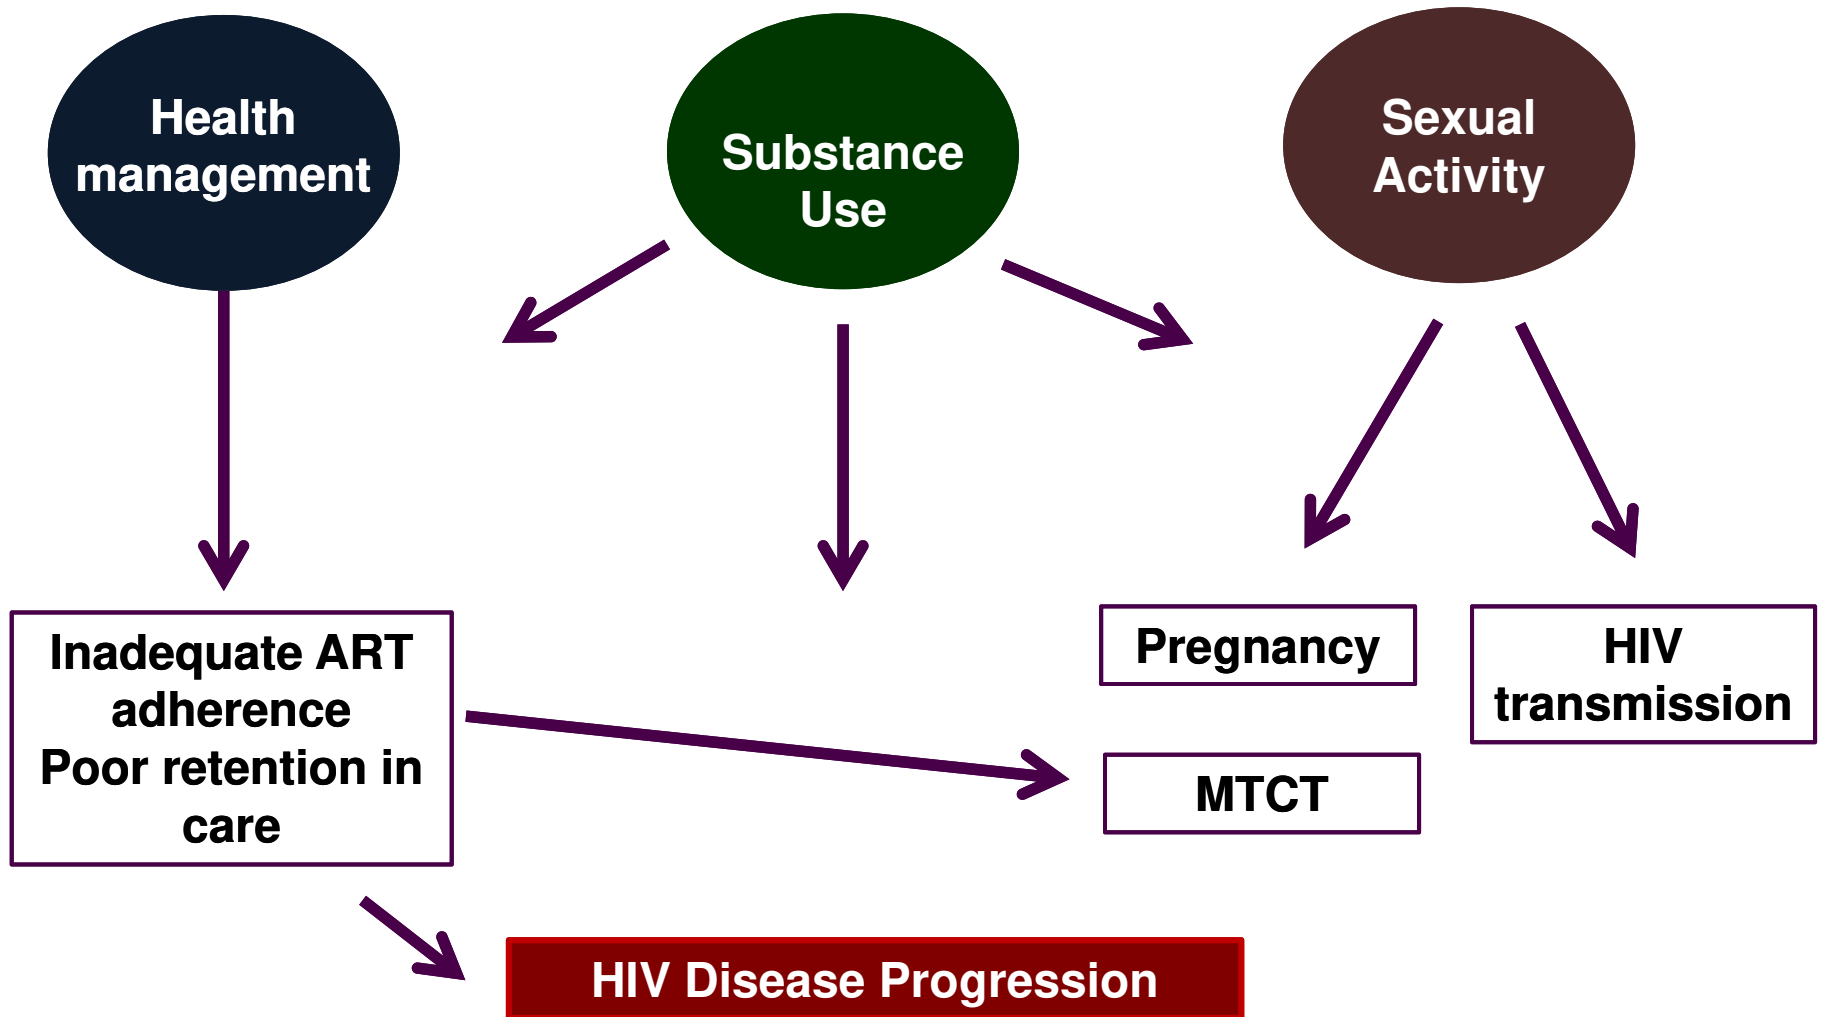 Health
management
Substance
Use
Sexual
Activity
Inadequate ART
adherence
Poor retention in
care
Pregnancy
HIV
transmission
MTCT
HIV Disease Progression